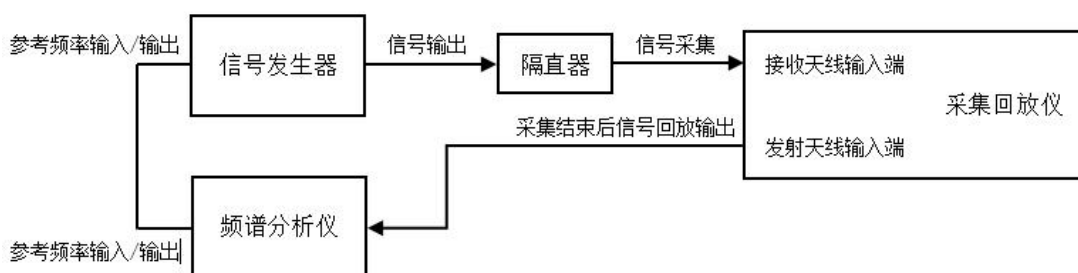 参考频率输入/输出
信号发生器
信号输出
隔直器
信号采集
接收天线输入端
采集回放仪
采集结束后信号回放输出
发射天线输入端
频谱分析仪
参考频率输入/输出